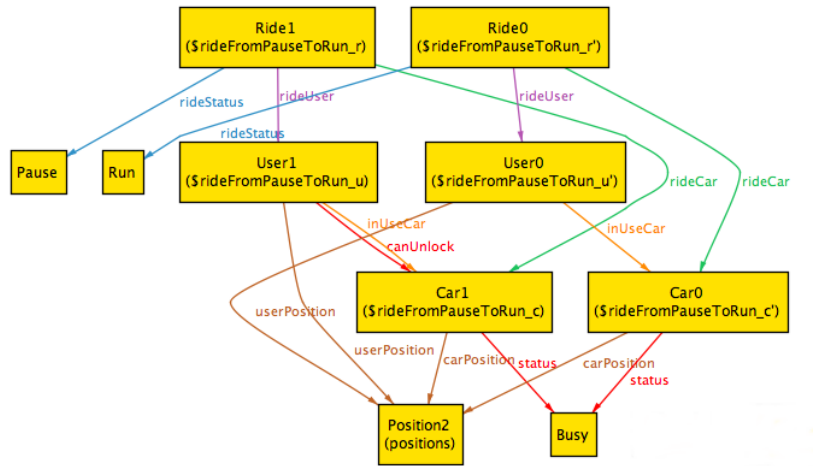 Ride1
($rideFromPauseToRun_r)
Ride0
($rideFromPauseToRun_r')
rideStatus
rideUser
rideUser
rideStatus
Pause
Run
User1
($rideFromPauseToRun_u)
User0
($rideFromPauseToRun_u')
rideCar
rideCar
inUseCar
canUnlock
inUseCar
Car1
($rideFromPauseToRun_c)
Car0
($rideFromPauseToRun_c')
userPosition
userPosition
carPosition
status
carPosition
status
Position2
(positions)
Busy